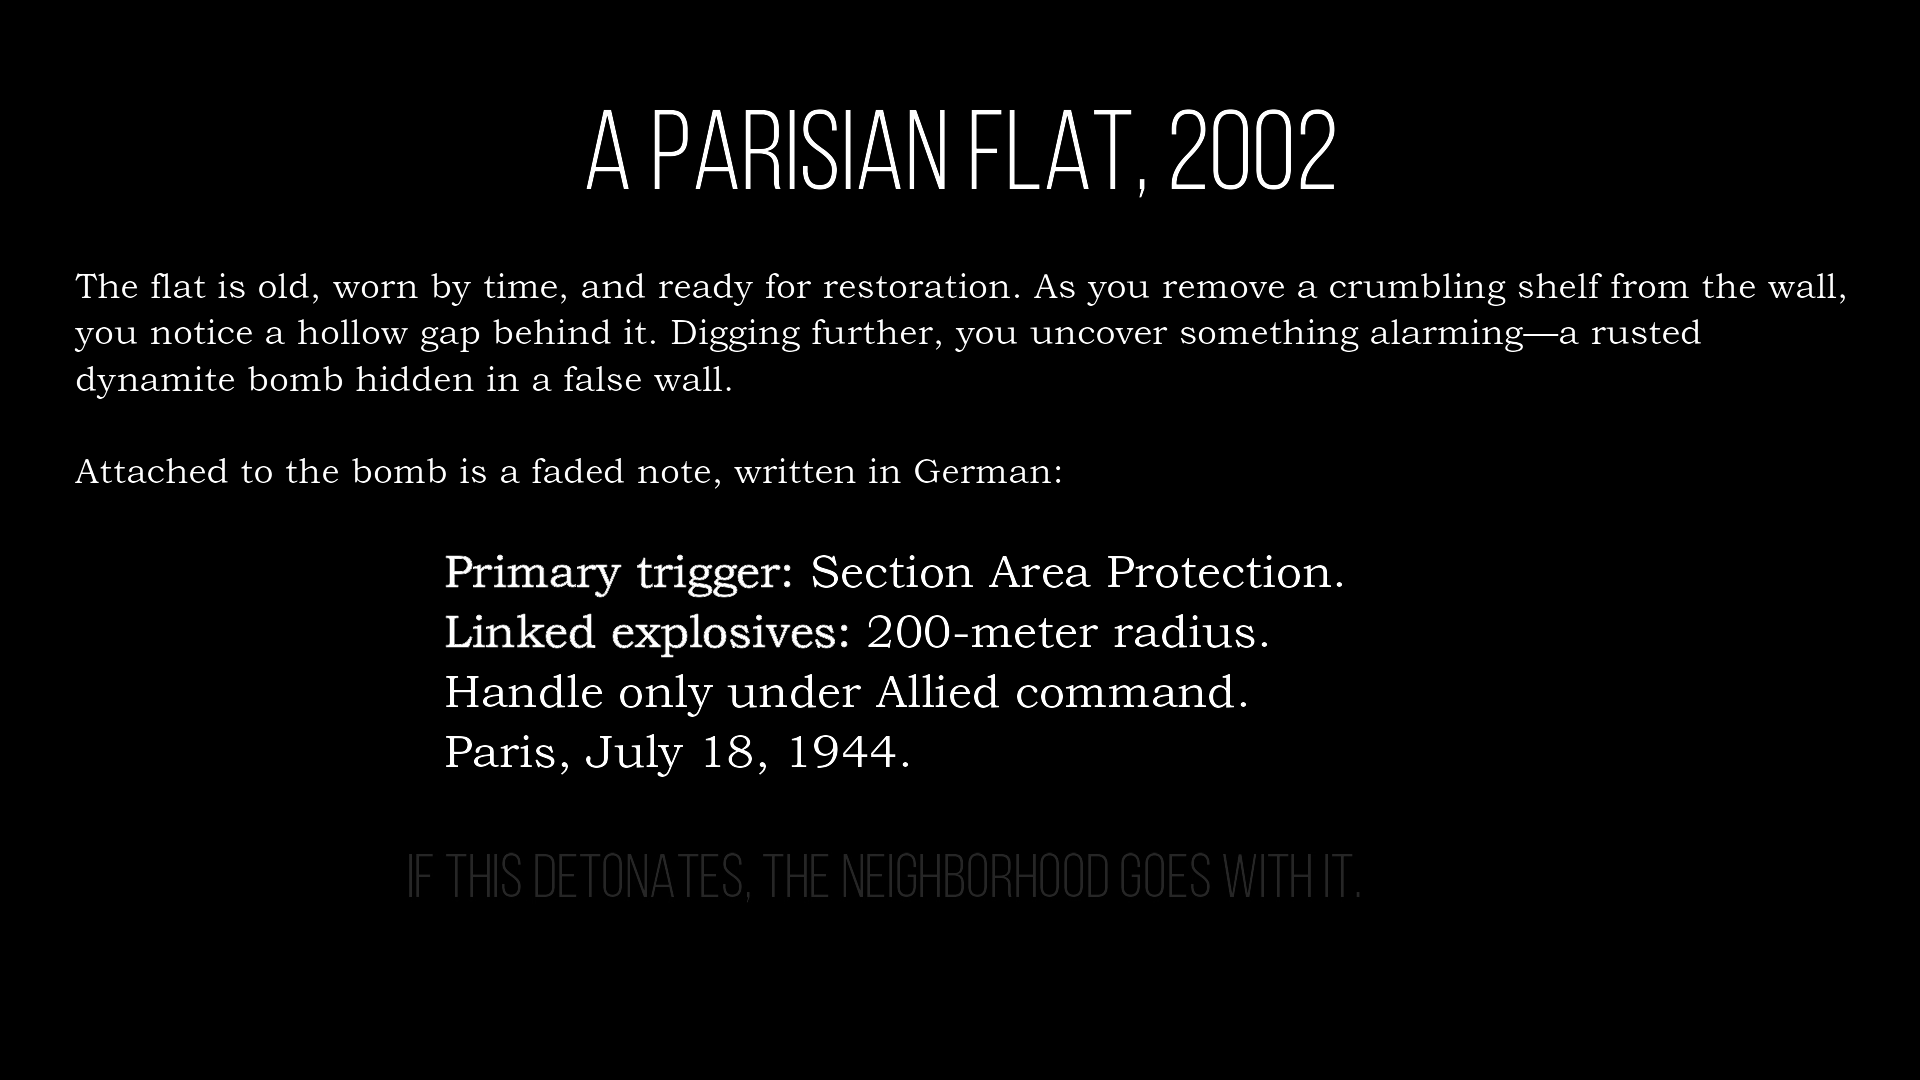 A PARISIAN FLAT, 2002
The flat is old, worn by time, and ready for restoration. As you remove a crumbling shelf from the wall,
you notice a hollow gap behind it. Digging further, you uncover something alarming—a rusted
dynamite bomb hidden in a false wall.
Attached to the bomb is a faded note, written in German:
Primary trigger: Section Area Protection.
Linked explosives: 200-meter radius.
Handle only under Allied command.
Paris, July 18, 1944.
IF THIS DETONATES, THE NEIGHBORHOOD GOES WITH IT.